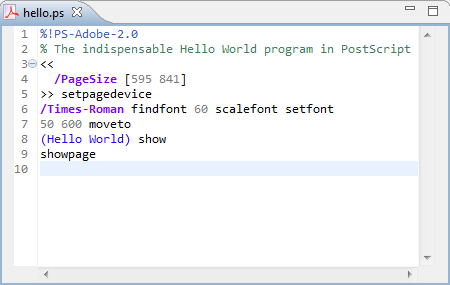 hello.ps
1 %!PS-Adobe-2.0
2 % The indispensable Hello World program in PostScript
3 <<
4   /PageSize [595 841]
5 >> setpagedevice
6 /Times-Roman findfont 60 scalefont setfont
7 50 600 moveto
8 (Hello World) show
9 showpage
10